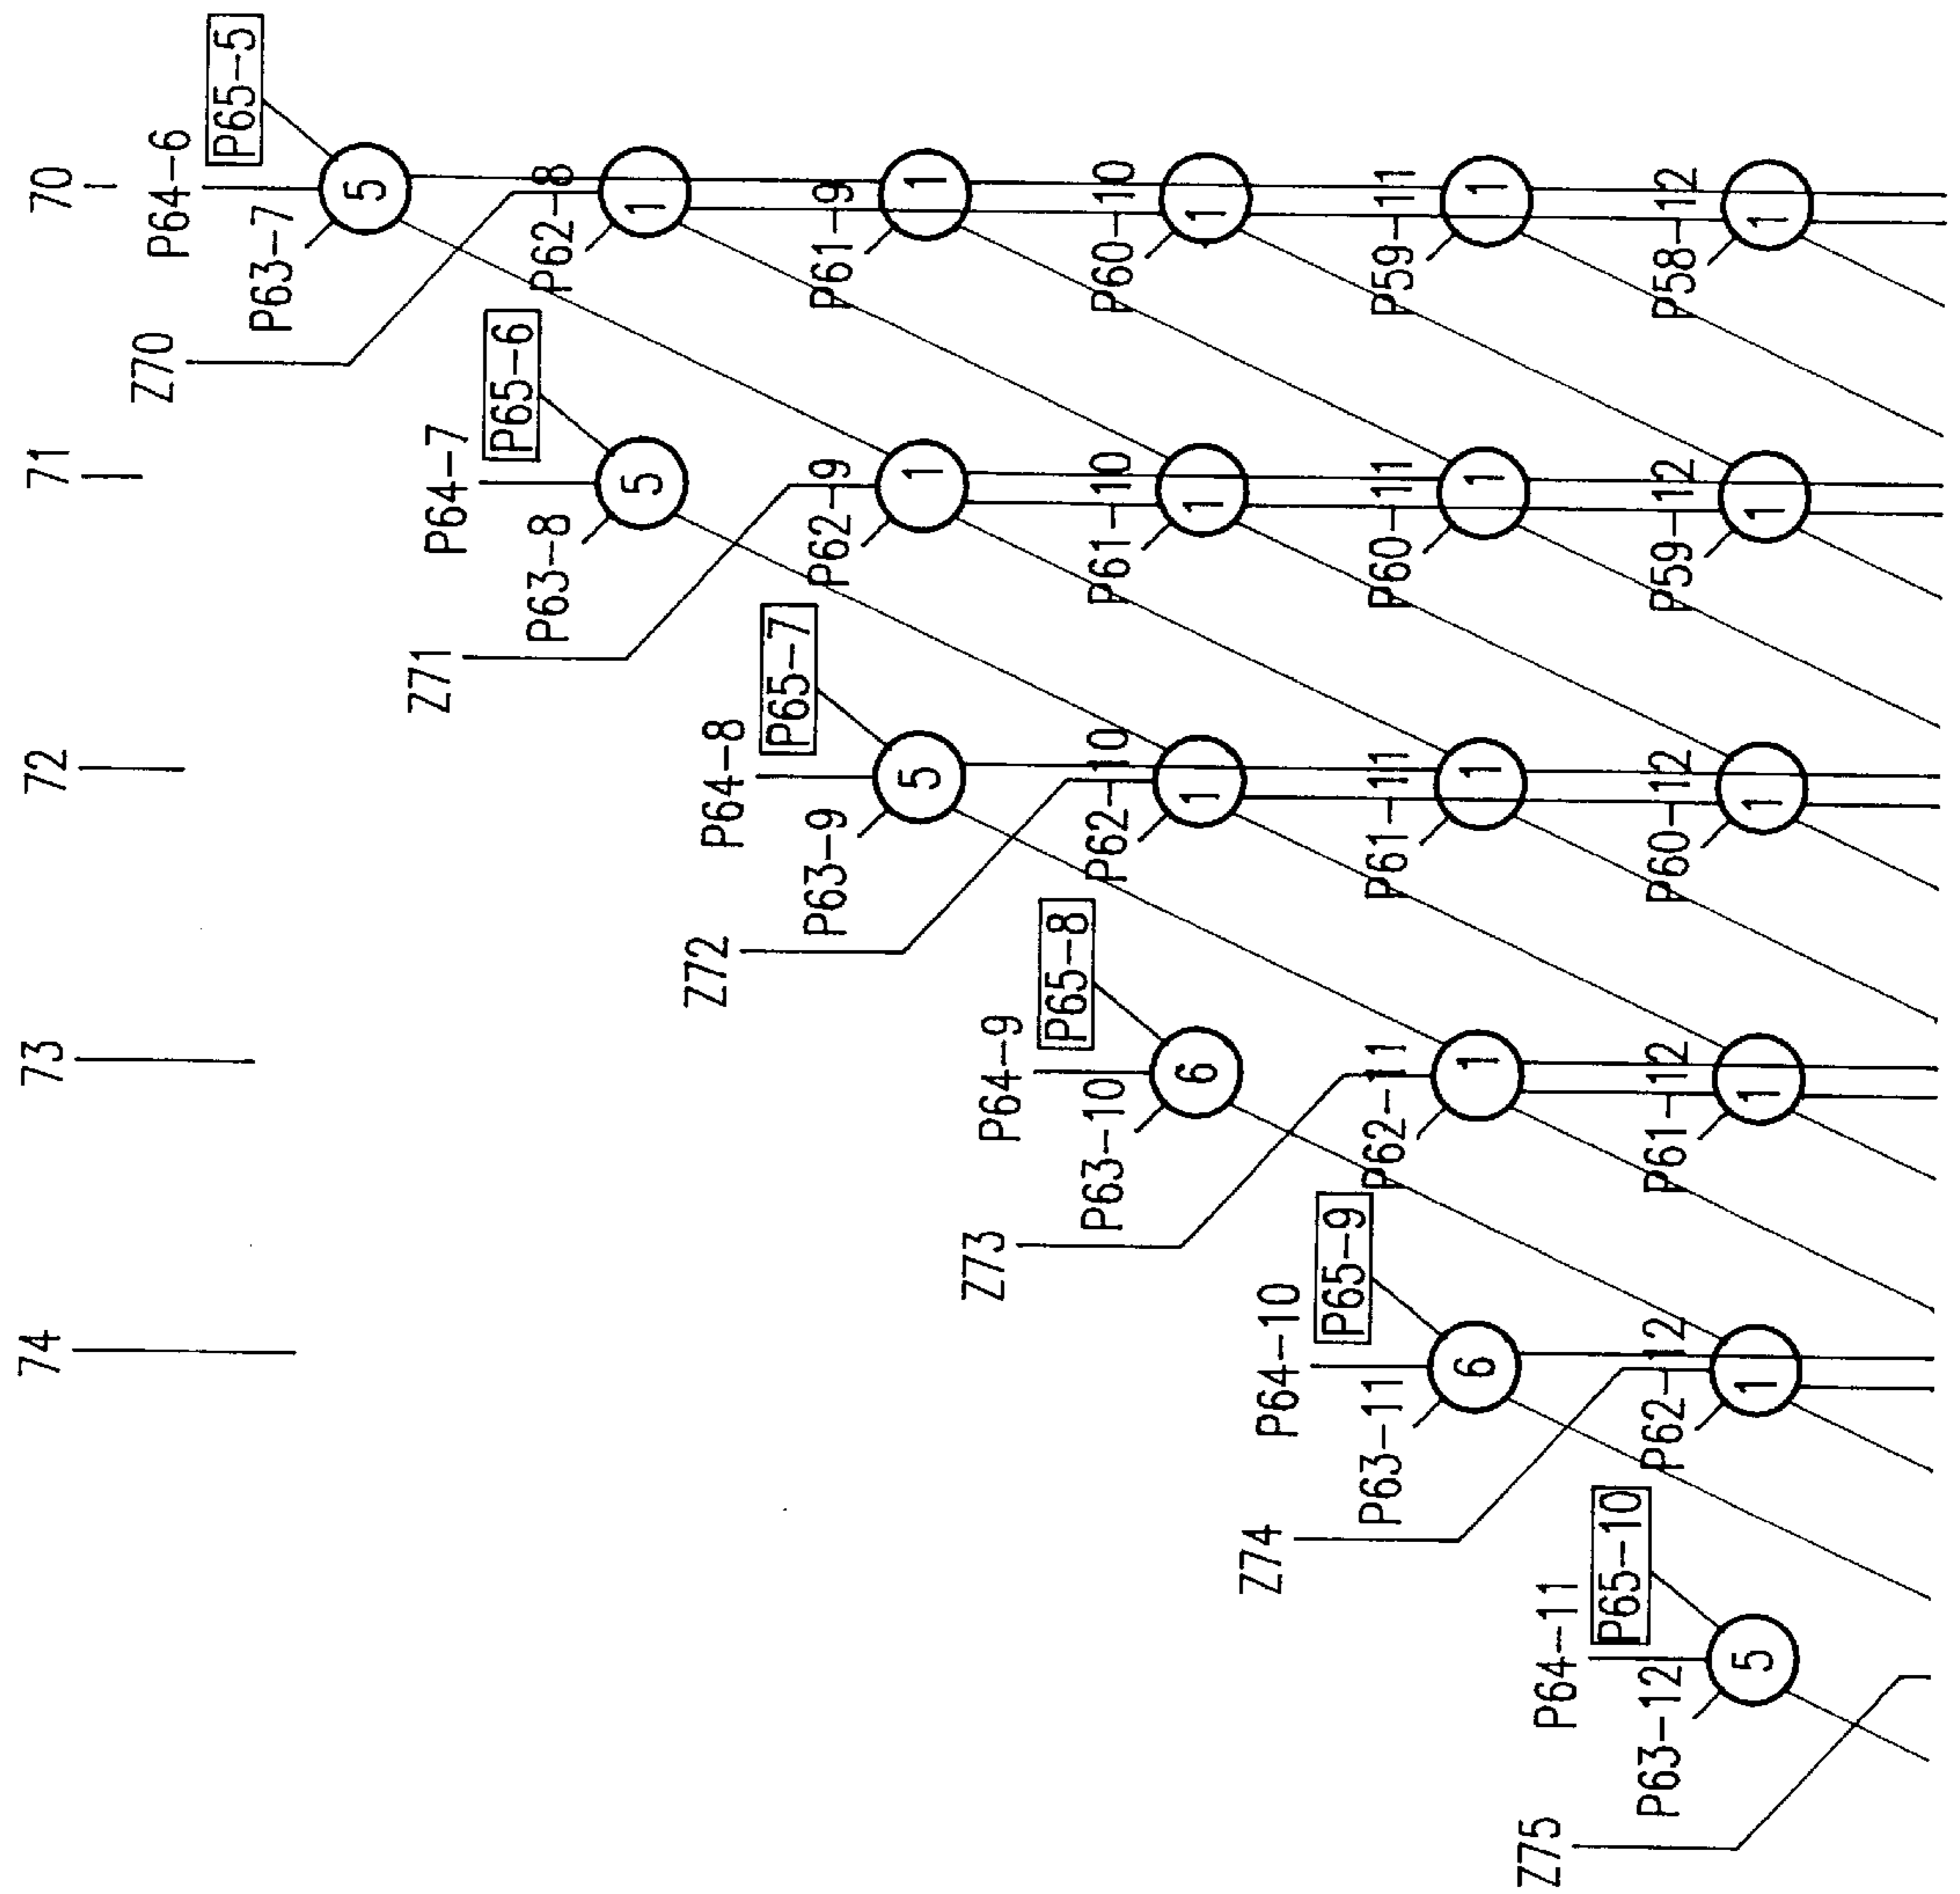 70
71
72
73
74
P65-5
P64-6
P63-7
5
Z70
P62-8
1
P61-9
1
P60-10
1
P59-11
1
P58-12
1
P65-6
P64-7
P63-8
5
Z71
P62-9
1
P61-10
1
P60-11
1
P59-12
1
P65-7
P64-8
P63-9
5
Z72
P62-10
1
P61-11
1
P60-12
1
P65-8
P64-9
P63-10
6
Z73
P62-11
1
P61-12
1
P65-9
P64-10
P63-11
6
Z74
P62-12
1
P65-10
P64-11
P63-12
5
Z75